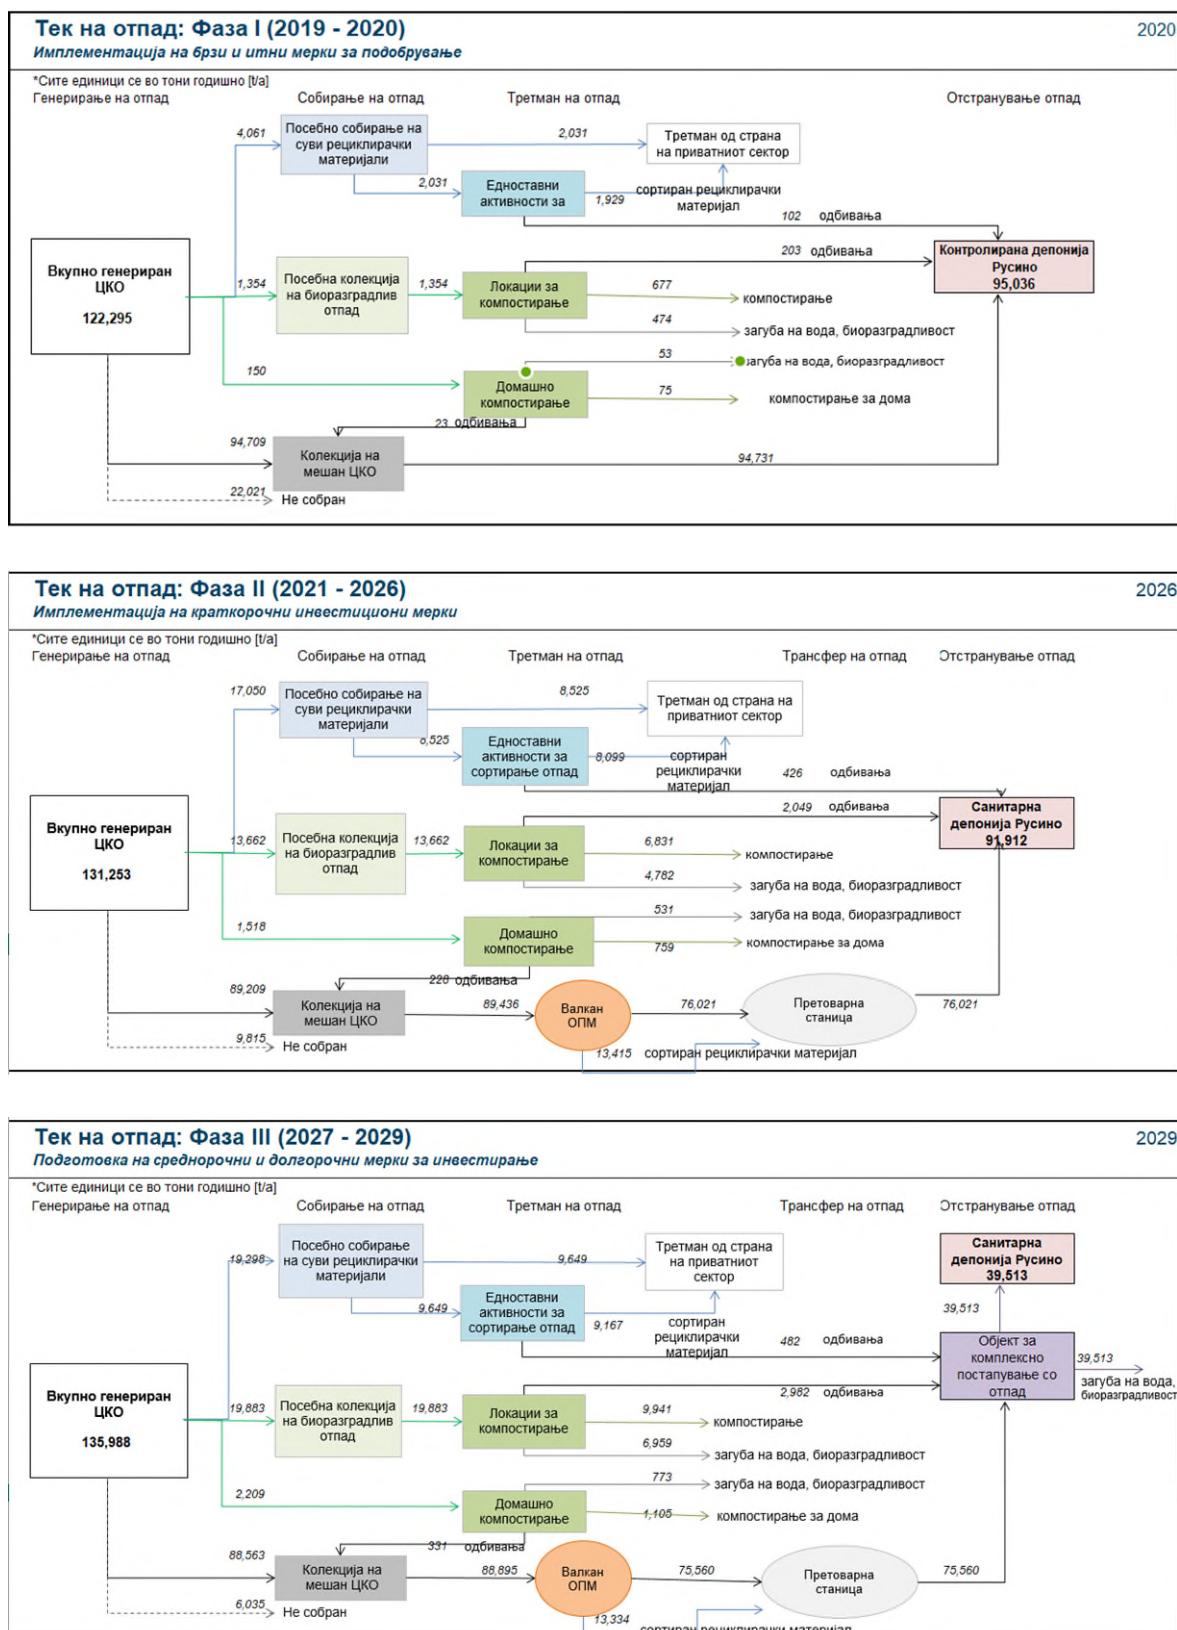 Тек на отпад: Фаза I (2019 - 2020)
2020
Имплементација на брзи и итни мерки за подобрување
*Сите единици се во тони годишно [t/a]
Генерирање на отпад
Собирање на отпад
Третман на отпад
Отстранување отпад
4,061
Посебно собирање на
суви рециклирачки
материјали
2,031
Третман од страна
на приватниот сектор
2,031
Едноставни
активности за
1,929
сортиран рециклирачки
материјал
102 одбивања
Вкупно генериран
ЦКО
122,295
1,354
Посебна колекција
на биоразградлив
отпад
1,354
Локации за
компостирање
203 одбивања
Контролирана депонија
Русино
95,036
677
компостирање
474
загуба на вода, биоразградливост
53
загуба на вода, биоразградливост
150
Домашно
компостирање
75
компостирање за дома
23 одбивања
94,709
Колекција на
мешан ЦКО
94,731
22,021
Не собран
Тек на отпад: Фаза II (2021 - 2026)
2026
Имплементација на краткорочни инвестициони мерки
*Сите единици се во тони годишно [t/a]
Генерирање на отпад
Собирање на отпад
Третман на отпад
Трансфер на отпад
Отстранување отпад
17,050
Посебно собирање на
суви рециклирачки
материјали
8,525
Третман од страна на
приватниот сектор
8,525
Едноставни
активности за
сортирање отпад
8,099
сортиран
рециклирачки
материјал
426 одбивања
Вкупно генериран
ЦКО
131,253
13,662
Посебна колекција
на биоразградлив
отпад
13,662
Локации за
компостирање
2,049 одбивања
Санитарна
депонија Русино
91,912
6,831
компостирање
4,782
загуба на вода, биоразградливост
531
загуба на вода, биоразградливост
1,518
Домашно
компостирање
759
компостирање за дома
228 одбивања
89,209
Колекција на
мешан ЦКО
89,436
Валкан
ОПМ
76,021
Претоварна
станица
76,021
9,815
Не собран
13,415 сортиран рециклирачки материјал
Тек на отпад: Фаза III (2027 - 2029)
2029
Подготовка на среднорочни и долгорочни мерки за инвестирање
*Сите единици се во тони годишно [t/a]
Генерирање на отпад
Собирање на отпад
Третман на отпад
Трансфер на отпад
Отстранување отпад
19,298
Посебно собирање
на суви рециклирачки
материјали
9,649
Третман од страна
на приватниот
сектор
Санитарна
депонија Русино
39,513
9,649
Едноставни
активности за
сортирање отпад
9,167
сортиран
рециклирачки
материјал
39,513
482 одбивања
Објект за
комплексно
постапување со
отпад
39,513
загуба на вода,
биоразградливост
Вкупно генериран
ЦКО
135,988
19,883
Посебна колекција
на биоразградлив
отпад
19,883
Локации за
компостирање
2,982 одбивања
9,941
компостирање
6,959
загуба на вода, биоразградливост
773
загуба на вода, биоразградливост
2,209
Домашно
компостирање
1,105
компостирање за дома
331 одбивања
88,563
Колекција на
мешан ЦКО
88,895
Валкан
ОПМ
75,560
Претоварна
станица
75,560
6,035
Не собран
13,334
сортиран рециклирачки материјал